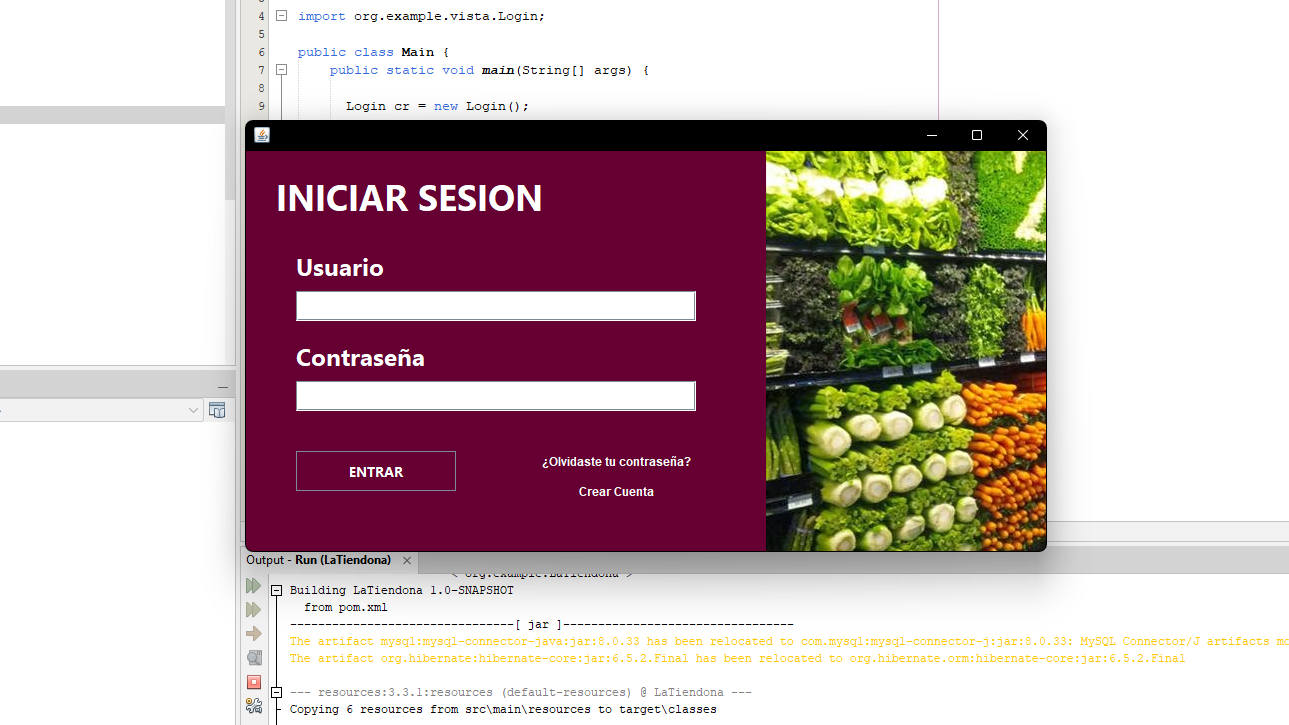 4 import org.example.vista.Login;
5
6 public class Main {
7 public static void main(String[] args) {
8
9 Login cr = new Login();
INICIAR SESION
Usuario
Contraseña
ENTRAR
¿Olvidaste tu contraseña?
Crear Cuenta
Output - Run (LaTiendona)
< org.example:LaTiendona >
Building LaTiendona 1.0-SNAPSHOT
from pom.xml
--------------------------------[ jar ]---------------------------------
The artifact mysql:mysql-connector-java:jar:8.0.33 has been relocated to com.mysql:mysql-connector-j:jar:8.0.33: MySQL Connector/J artifacts mo
The artifact org.hibernate:hibernate-core:jar:6.5.2.Final has been relocated to org.hibernate.orm:hibernate-core:jar:6.5.2.Final
--- resources:3.3.1:resources (default-resources) @ LaTiendona ---
Copying 6 resources from src\main\resources to target\classes